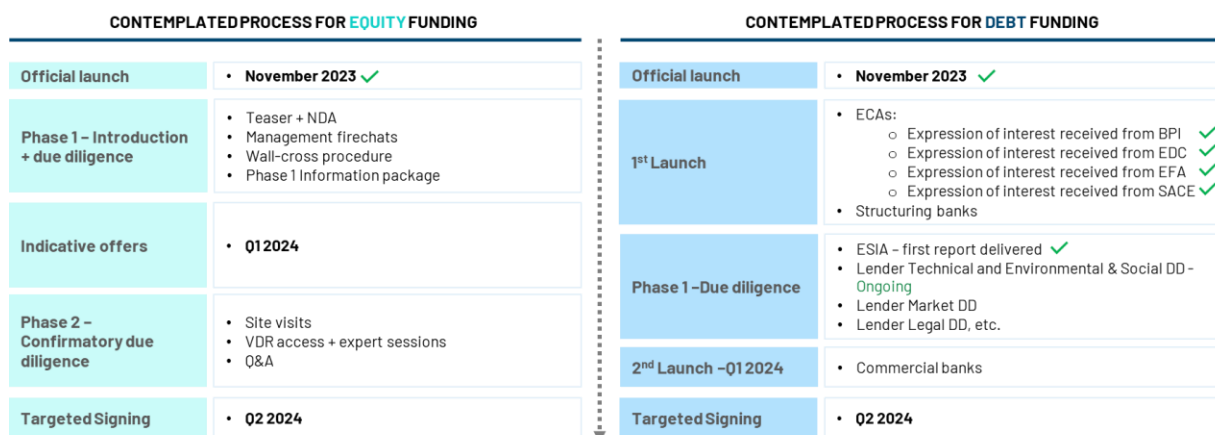 CONTEMPLATED PROCESS FOR EQUITY FUNDING
Official launch
• November 2023 ✓
Phase 1 – Introduction
+ due diligence
• Teaser + NDA
• Management firechats
• Wall-cross procedure
• Phase 1 Information package
Indicative offers
• Q1 2024
Phase 2 –
Confirmatory due
diligence
• Site visits
• VDR access + expert sessions
• Q&A
Targeted Signing
• Q2 2024
CONTEMPLATED PROCESS FOR DEBT FUNDING
Official launch
• November 2023 ✓
1st Launch
• ECAs:
o Expression of interest received from BPI ✓
o Expression of interest received from EDC ✓
o Expression of interest received from EFA ✓
o Expression of interest received from SACE ✓
• Structuring banks
Phase 1 –Due diligence
• ESIA – first report delivered ✓
• Lender Technical and Environmental & Social DD -
Ongoing
• Lender Market DD
• Lender Legal DD, etc.
2nd Launch –Q1 2024
• Commercial banks
Targeted Signing
• Q2 2024